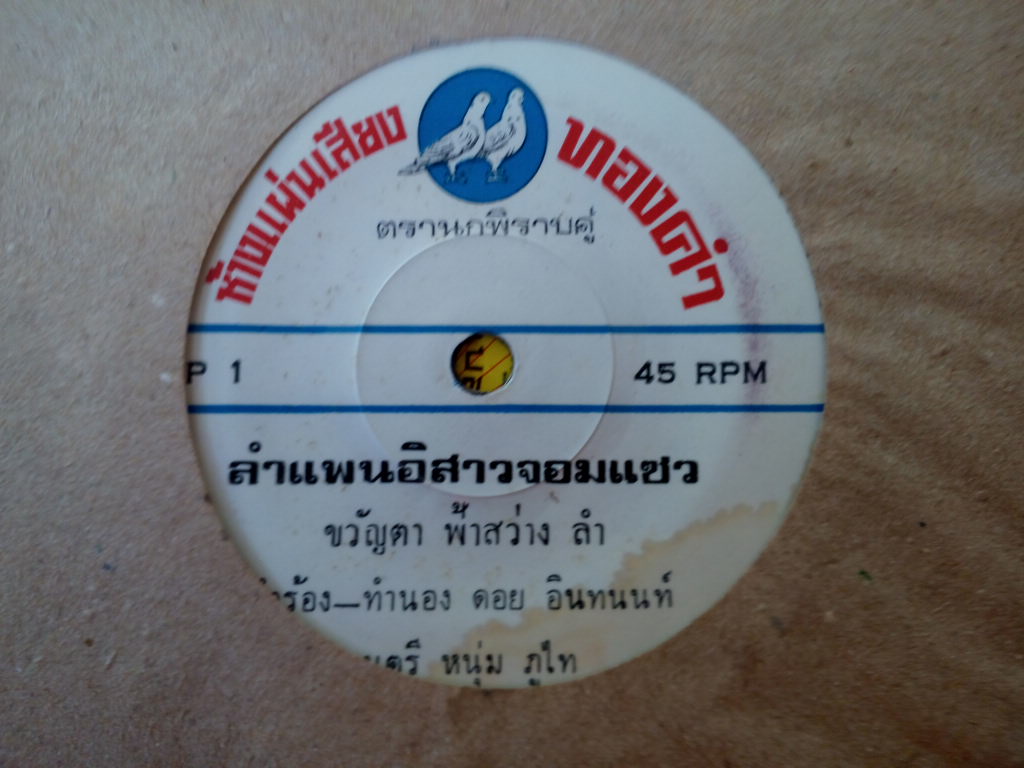 ห้างแผ่นเสียง ทองคำ
ตรานกพิราบคู่
P 1 45 RPM
ลำแพนอิสาวจอมแซว
ขวัญตา ฟ้าสว่าง ลำ
ร้อง—ทำนอง ดอย อินทนนท์
หนุ่ม ภูไท